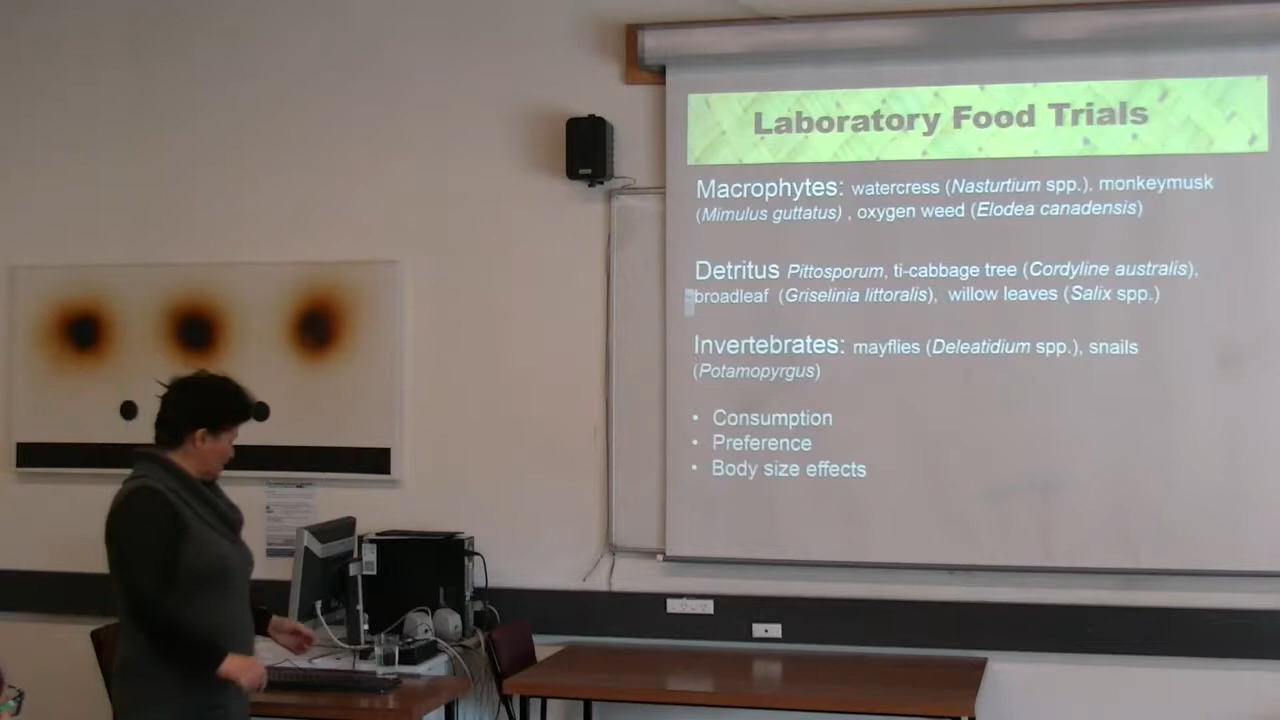 Laboratory Food Trials
Macrophytes: watercress (Nasturtium spp.), monkeymusk
(Mimulus guttatus) , oxygen weed (Elodea canadensis)
Detritus Pittosporum, ti-cabbage tree (Cordyline australis),
broadleaf (Griselinia littoralis), willow leaves (Salix spp.)
Invertebrates: mayflies (Deleatidium spp.), snails
(Potamopyrgus)
• Consumption
• Preference
• Body size effects